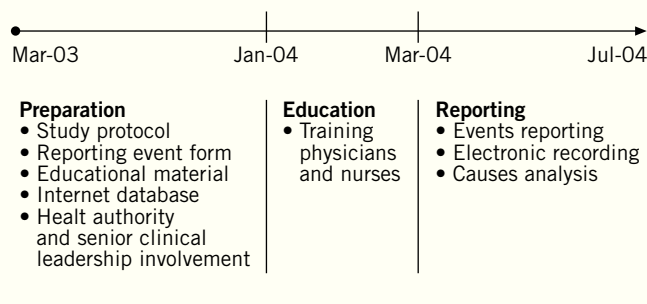 Mar-03 Jan-04 Mar-04 Jul-04
Preparation
• Study protocol
• Reporting event form
• Educational material
• Internet database
• Healt authority
and senior clinical
leadership involvement
Education
• Training
physicians
and nurses
Reporting
• Events reporting
• Electronic recording
• Causes analysis